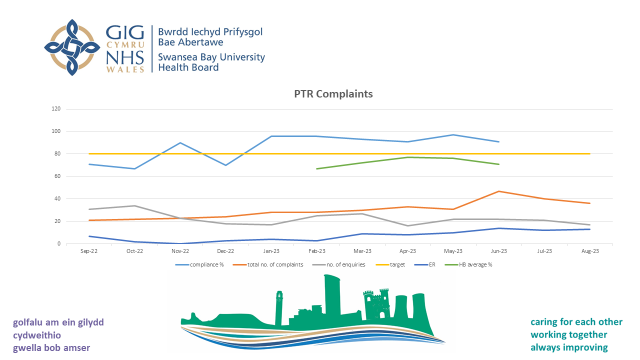 GIG
CYMRU
NHS
WALES
Bwrdd Iechyd Prifysgol
Bae Abertawe
Swansea Bay University
Health Board
PTR Complaints
120
100
80
60
40
20
0
Sep-22 Oct-22 Nov-22 Dec-22 Jan-23 Feb-23 Mar-23 Apr-23 May-23 Jun-23 Jul-23 Aug-23
compliance % total no. of complaints no. of enquiries target ER HB average %
golfalu am ein gilydd
cydweithio
gwella bob amser
caring for each other
working together
always improving